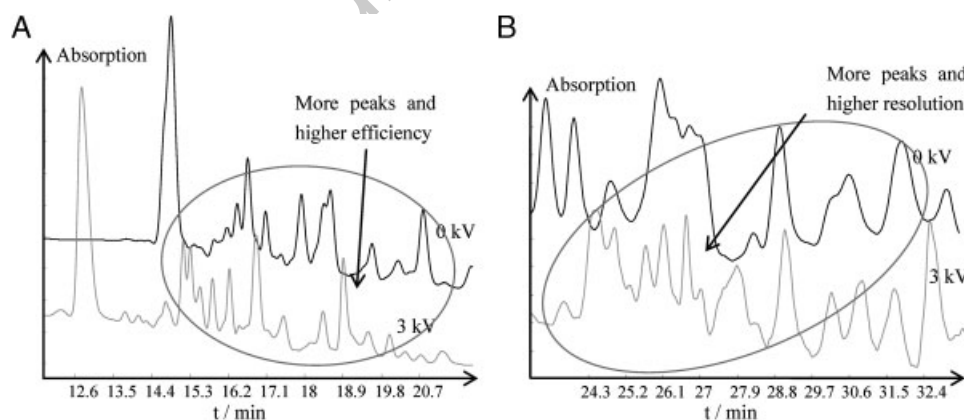 A
Absorption
More peaks and
higher efficiency
0 kV
3 kV
12.6 13.5 14.4 15.3 16.2 17.1 18 18.9 19.8 20.7
t / min
B
Absorption
More peaks and
higher resolution
0 kV
3 kV
24.3 25.2 26.1 27 27.9 28.8 29.7 30.6 31.5 32.4
t / min